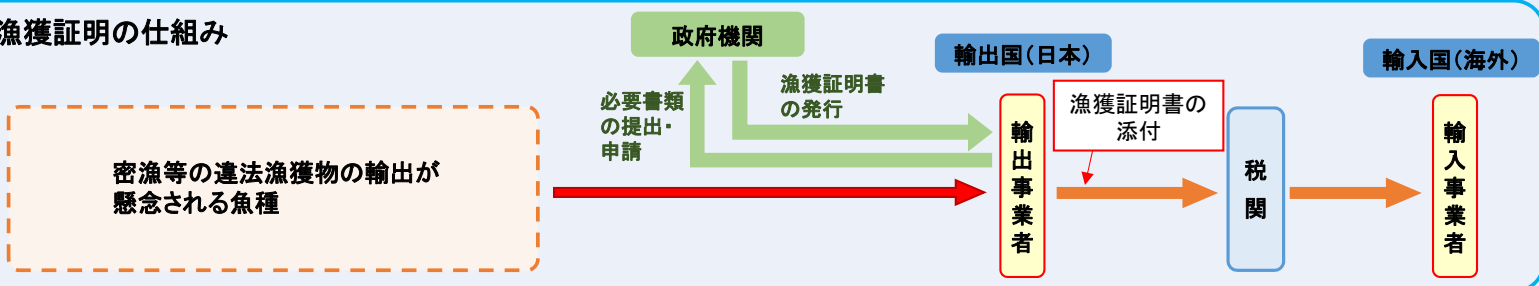 漁獲証明の仕組み
政府機関
輸出国(日本)
輸入国(海外)
必要書類
の提出・
申請
漁獲証明書
の発行
漁獲証明書の
添付
密漁等の違法漁獲物の輸出が
懸念される魚種
輸出事業者
税関
輸入事業者